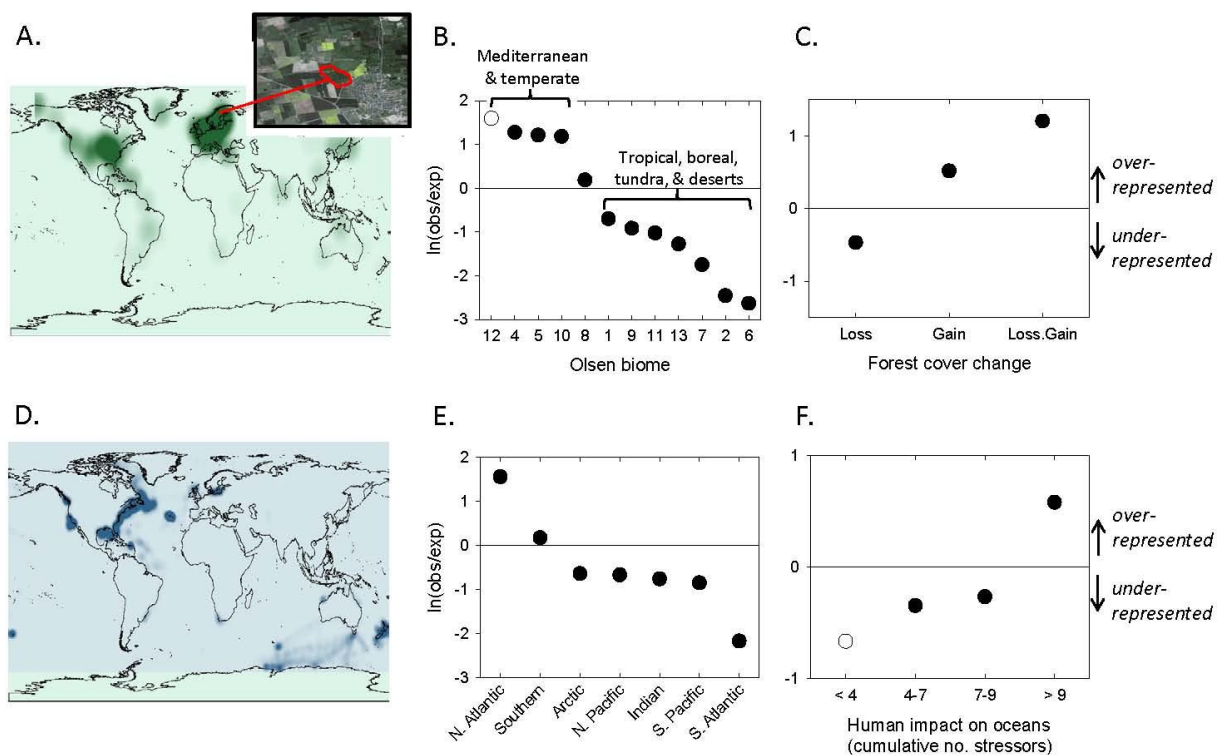 A.
B.
Mediterranean
& temperate
Tropical, boreal,
tundra, & deserts
ln(obs/exp)
2
1
0
-1
-2
-3
12 4 5 10 8 1 9 11 13 7 2 6
Olsen biome
C.
1
0
-1
over-
represented
under-
represented
Loss Gain Loss.Gain
Forest cover change
D.
E.
ln(obs/exp)
2
1
0
-1
-2
-3
N. Atlantic
Southern
Arctic
N. Pacific
Indian
S. Pacific
S. Atlantic
F.
1
0
-1
over-
represented
under-
represented
< 4 4-7 7-9 > 9
Human impact on oceans
(cumulative no. stressors)